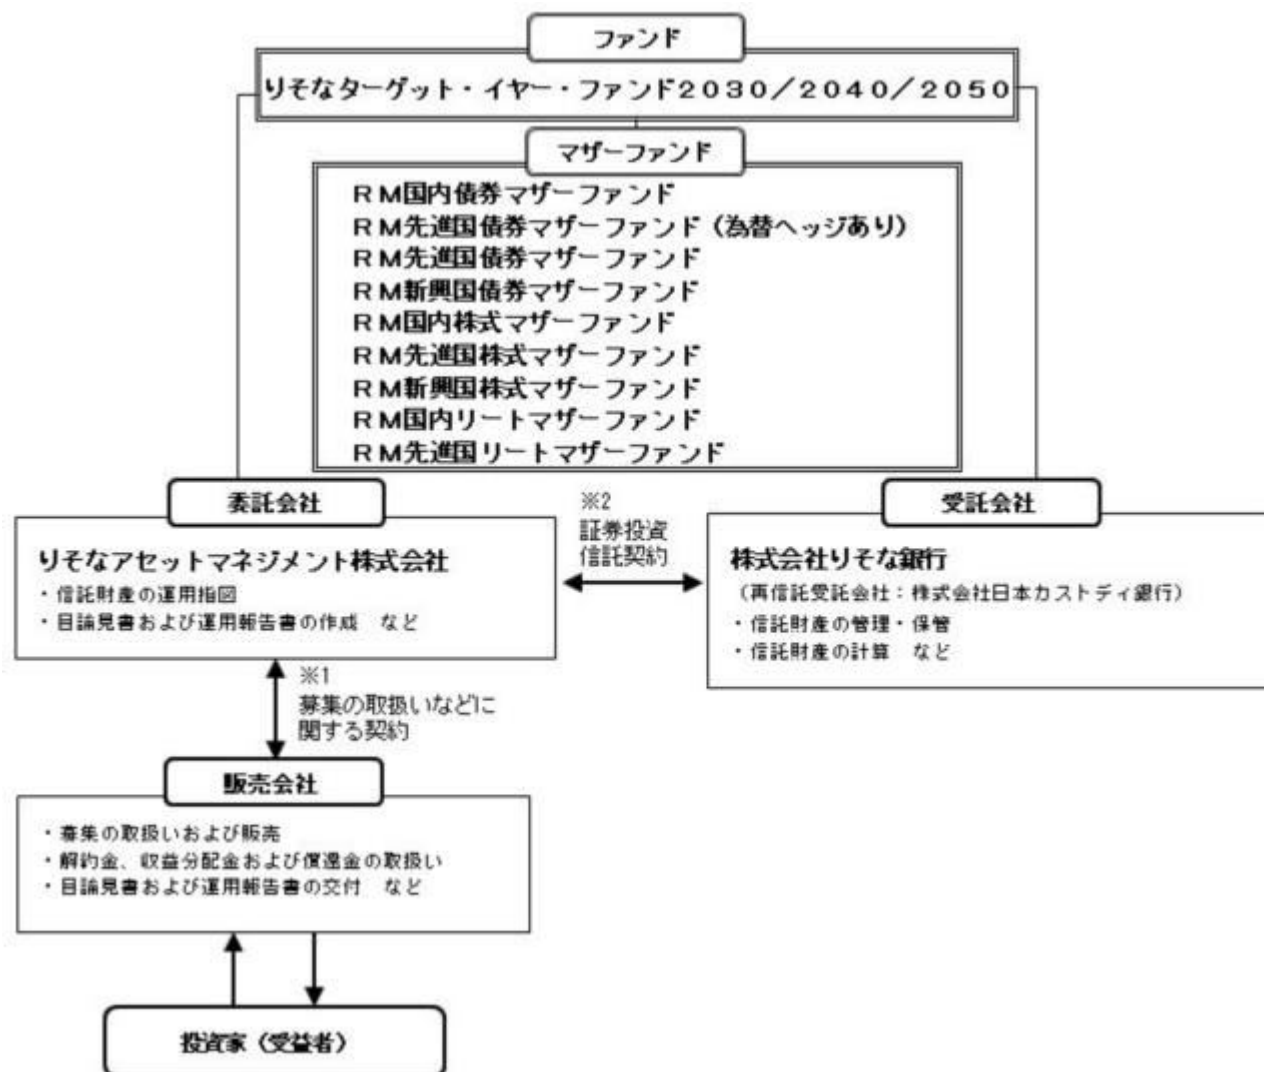 ファンド
りそなターゲット・イヤー・ファンド2030／2040／2050
マザーファンド
ＲＭ国内債券マザーファンド
ＲＭ先進国債券マザーファンド（為替ヘッジあり）
ＲＭ先進国債券マザーファンド
ＲＭ新興国債券マザーファンド
ＲＭ国内株式マザーファンド
ＲＭ先進国株式マザーファンド
ＲＭ新興国株式マザーファンド
ＲＭ国内リートマザーファンド
ＲＭ先進国リートマザーファンド
委託会社
りそなアセットマネジメント株式会社
・信託財産の運用指図
・目論見書および運用報告書の作成　など
※2
証券投資
信託契約
受託会社
株式会社りそな銀行
（再信託受託会社：株式会社日本カストディ銀行）
・信託財産の管理・保管
・信託財産の計算　など
※1
募集の取扱いなどに
関する契約
販売会社
・募集の取扱いおよび販売
・解約金、収益分配金および償還金の取扱い
・目論見書および運用報告書の交付　など
投資家（受益者）